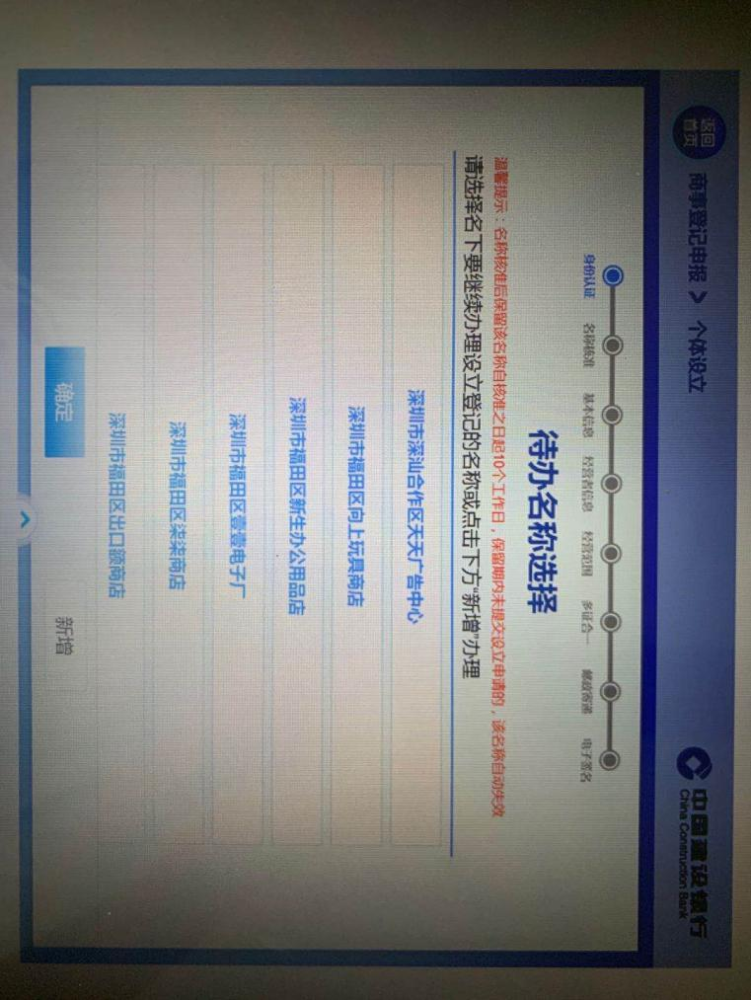 返回
首页
商事登记申报 > 个体设立
中国建设银行
China Construction Bank
身份认证 名称核准 基本信息 经营者信息 经营范围 多证合一 邮政寄递 电子签名
待办名称选择
温馨提示：名称核准后保留该名称自核准之日起10个工作日，保留期内未提交设立申请的，该名称自动失效
请选择名下要继续办理设立登记的名称或点击下方“新增”办理
深圳市深汕合作区天天广告中心
深圳市福田区向上玩具商店
深圳市福田区新生办公用品店
深圳市福田区壹壹电子厂
深圳市福田区柒柒商店
深圳市福田区出口额商店
确定
新增